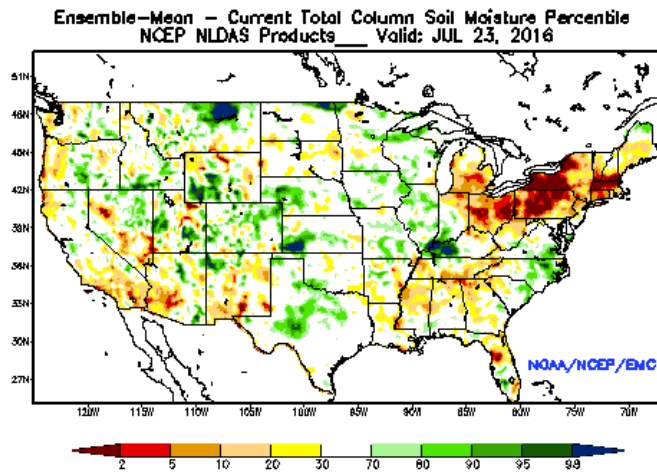 Ensemble-Mean - Current Total Column Soil Moisture Percentile
NCEP NLDAS Products___ Valid: JUL 23, 2016
51N
48N
45N
42N
39N
36N
33N
30N
27N
NOAA/NCEP/EMC
120W 115W 110W 105W 100W 95W 90W 85W 80W 75W 70W
2 5 10 20 30 70 80 90 95 98